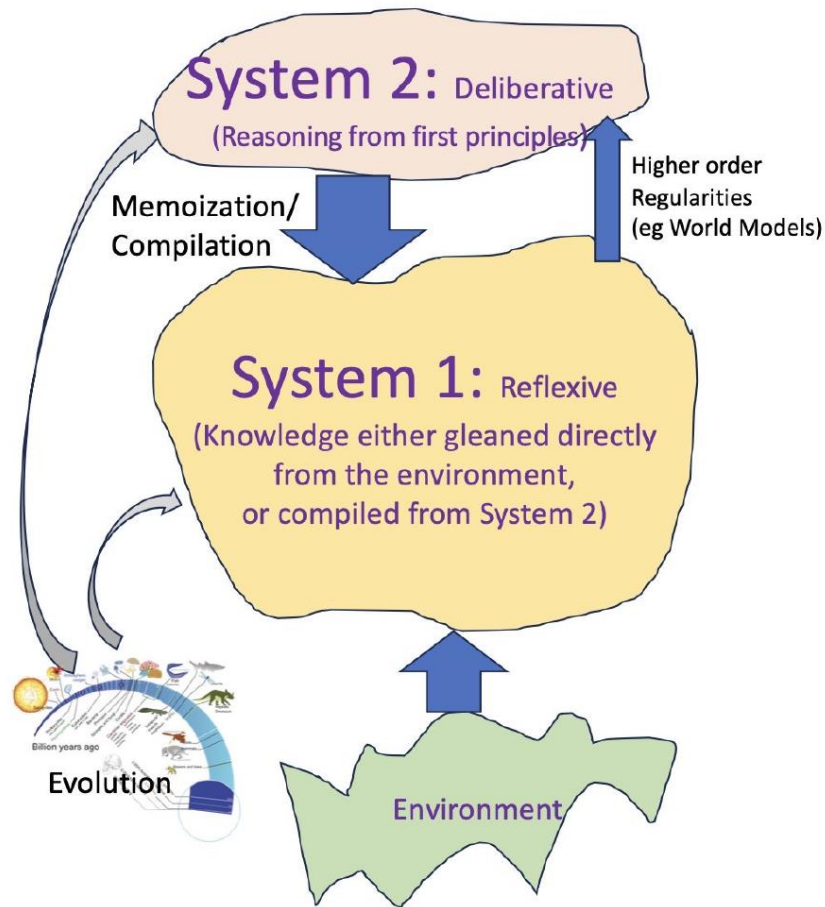 System 2: Deliberative
(Reasoning from first principles)
Memoization/
Compilation
Higher order
Regularities
(eg World Models)
System 1: Reflexive
(Knowledge either gleaned directly
from the environment,
or compiled from System 2)
Billion years ago
Evolution
Environment